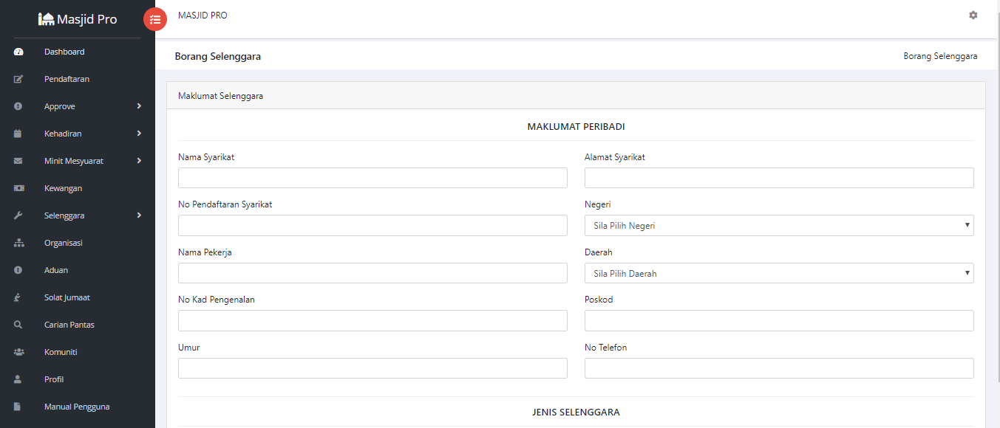 Masjid Pro
Dashboard
Pendaftaran
Approve
Kehadiran
Minit Mesyuarat
Kewangan
Selenggara
Organisasi
Aduan
Solat Jumaat
Carian Pantas
Komuniti
Profil
Manual Pengguna
MASJID PRO
Borang Selenggara
Borang Selenggara
Maklumat Selenggara
MAKLUMAT PERIBADI
Nama Syarikat
Alamat Syarikat
No Pendaftaran Syarikat
Negeri
Sila Pilih Negeri
Nama Pekerja
Daerah
Sila Pilih Daerah
No Kad Pengenalan
Poskod
Umur
No Telefon
JENIS SELENGGARA